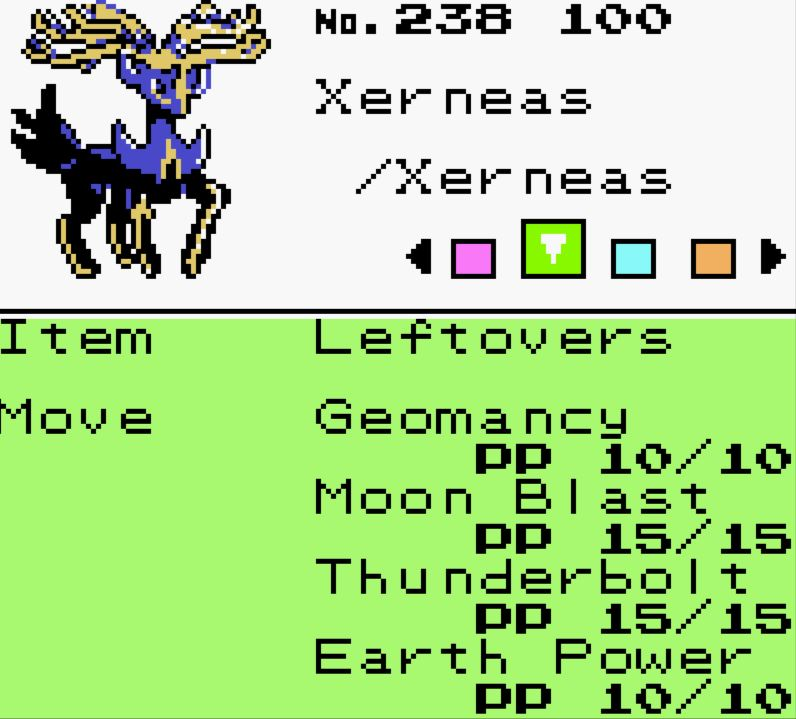 No. 238 100
Xerneas
/Xerneas
Item Leftovers
Move Geomancy
PP 10/10
Moon Blast
PP 15/15
Thunderbolt
PP 15/15
Earth Power
PP 10/10